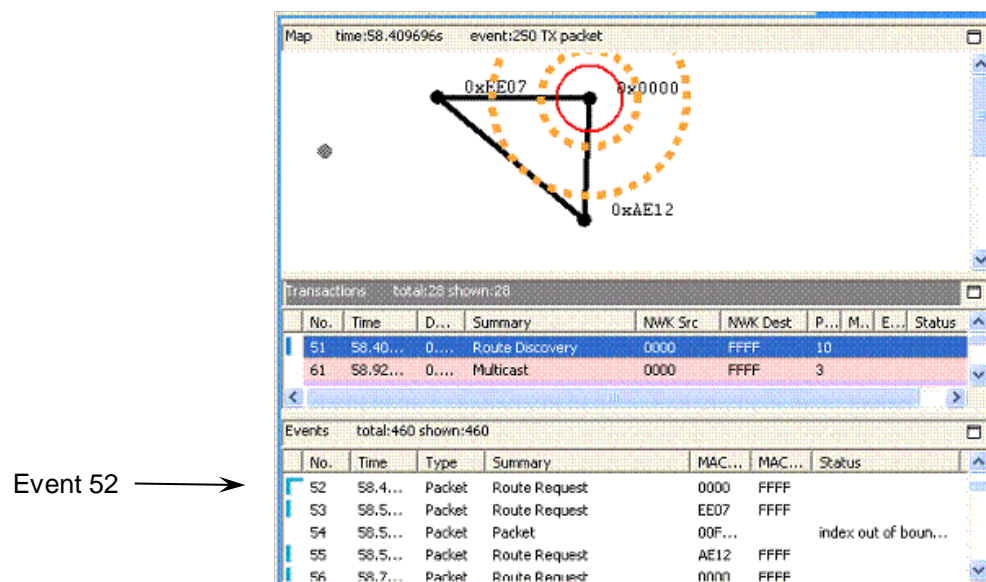 Map time:58.409696s event:250 TX packet
0xEE07 0x0000
0xAE12
Transactions total:28 shown:28
No. Time D... Summary NWK Src NWK Dest P... M... E... Status
51 58.40... 0.... Route Discovery 0000 FFFF 10
61 58.92... 0.... Multicast 0000 FFFF 3
Events total:460 shown:460
No. Time Type Summary MAC... MAC... Status
Event 52 52 58.4... Packet Route Request 0000 FFFF
53 58.5... Packet Route Request EE07 FFFF
54 58.5... Packet Packet 00F... index out of boun...
55 58.5... Packet Route Request AE12 FFFF
56 58.7... Packet Route Request 0000 FFFF